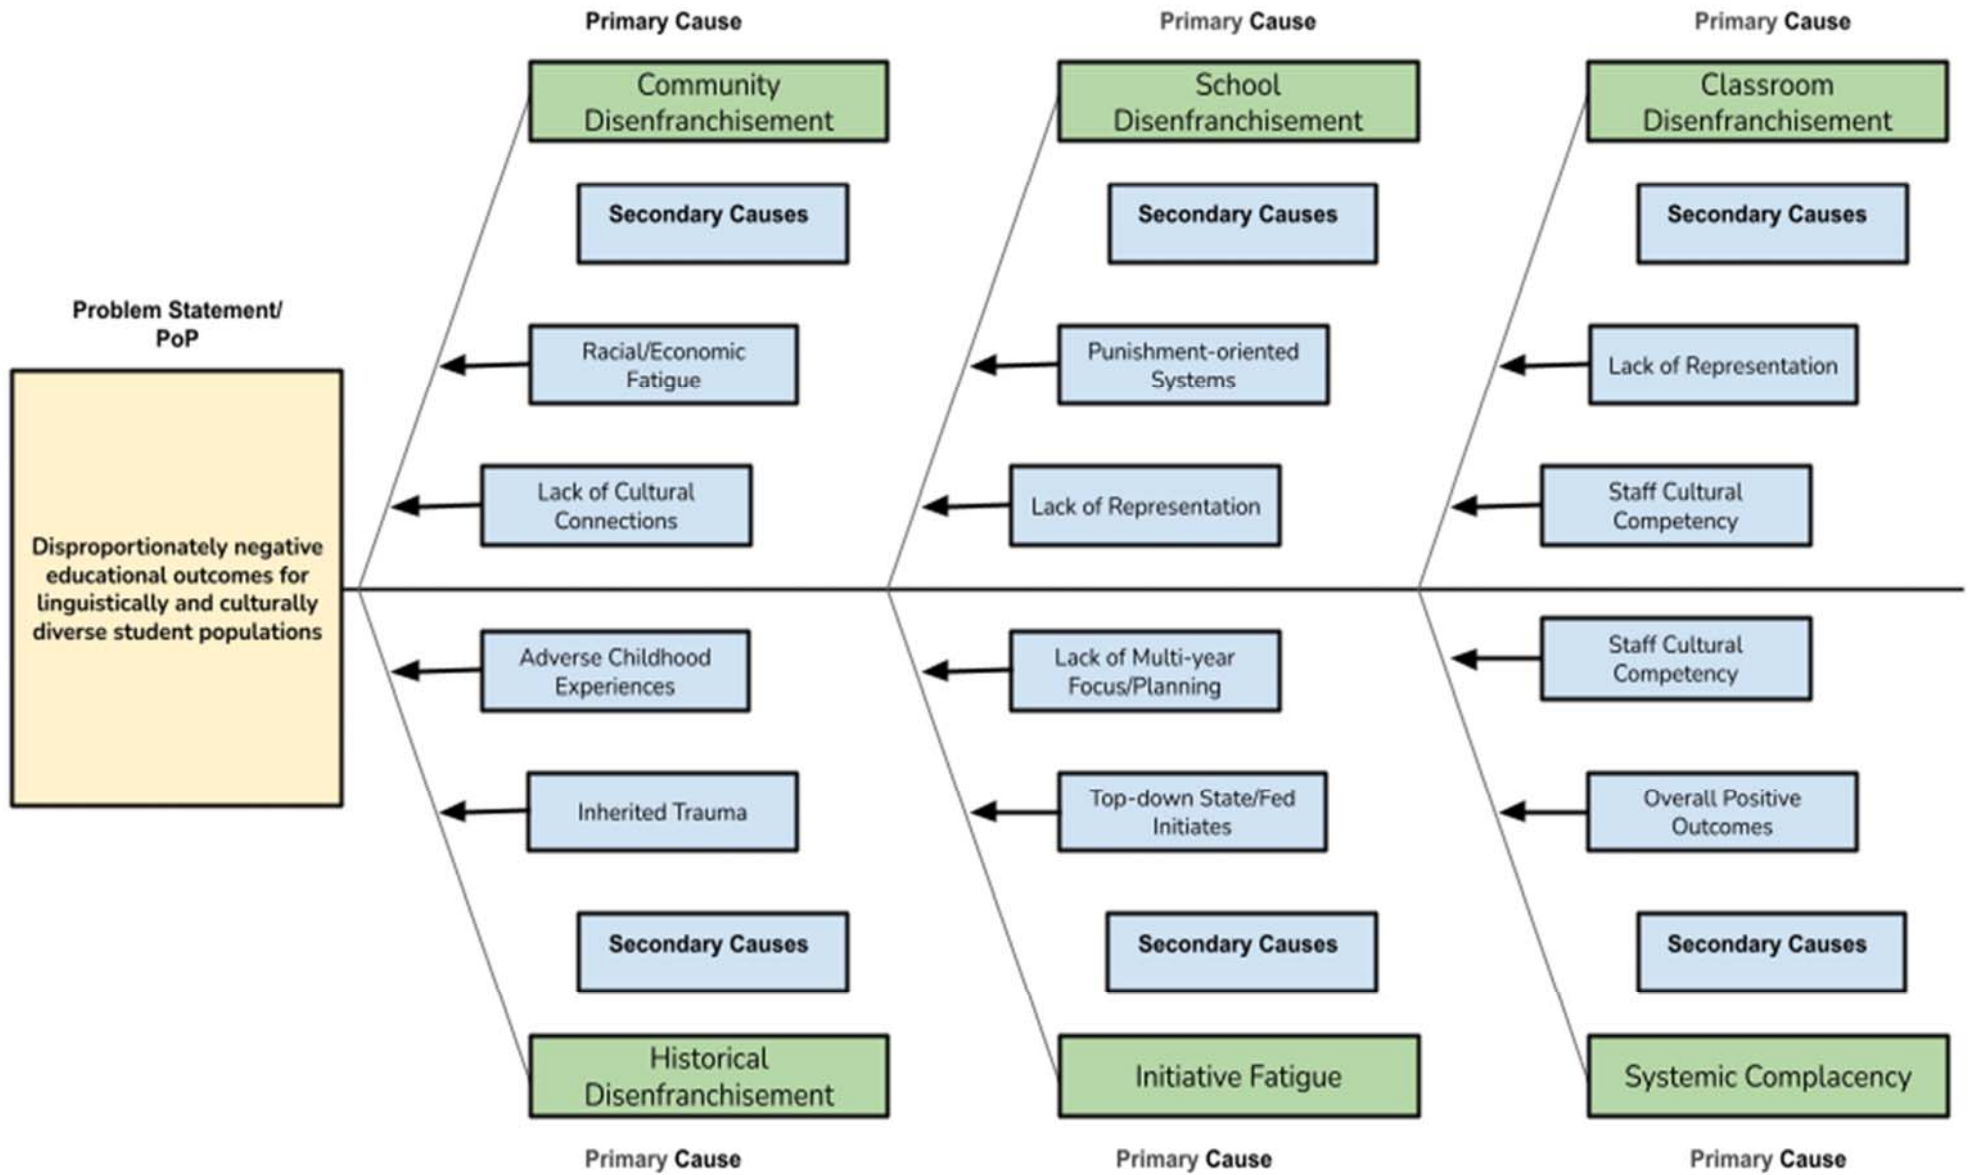 Primary Cause
Primary Cause
Primary Cause
Community
Disenfranchisement
School
Disenfranchisement
Classroom
Disenfranchisement
Secondary Causes
Secondary Causes
Secondary Causes
Problem Statement/
PoP
Racial/Economic
Fatigue
Punishment-oriented
Systems
Lack of Representation
Lack of Cultural
Connections
Lack of Representation
Staff Cultural
Competency
Disproportionately negative
educational outcomes for
linguistically and culturally
diverse student populations
Adverse Childhood
Experiences
Lack of Multi-year
Focus/Planning
Staff Cultural
Competency
Inherited Trauma
Top-down State/Fed
Initiates
Overall Positive
Outcomes
Secondary Causes
Secondary Causes
Secondary Causes
Historical
Disenfranchisement
Initiative Fatigue
Systemic Complacency
Primary Cause
Primary Cause
Primary Cause